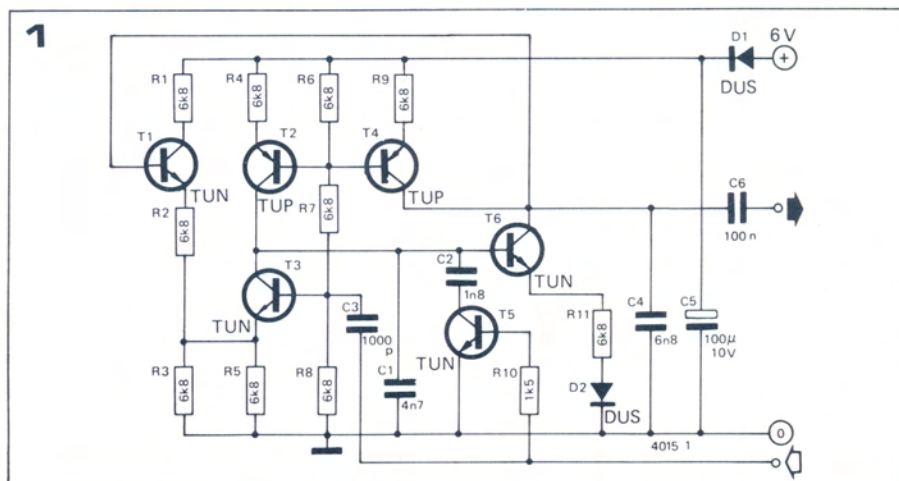 1
D1
6V
+
DUS
R1
6k8
R4
6k8
R6
6k8
R9
6k8
T1
TUN
T2
TUP
T4
TUP
R2
6k8
R7
6k8
T6
TUN
C6
100n
T3
TUN
C2
1n8
C3
1000
p
T5
TUN
R11
6k8
C4
6n8
C5
100µ
10V
R3
6k8
R5
6k8
R8
6k8
C1
4n7
R10
1k5
D2
DUS
4015 1
0